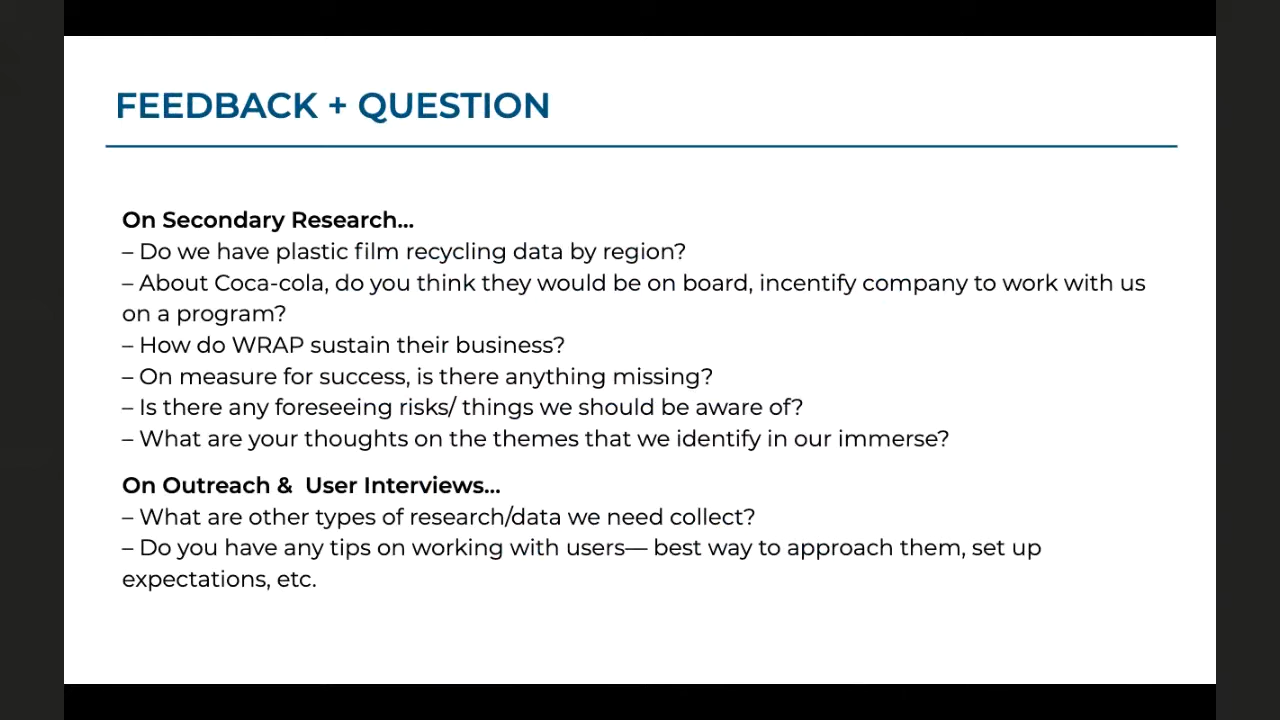 FEEDBACK + QUESTION
On Secondary Research...
– Do we have plastic film recycling data by region?
– About Coca-cola, do you think they would be on board, incentify company to work with us
on a program?
– How do WRAP sustain their business?
– On measure for success, is there anything missing?
– Is there any foreseeing risks/ things we should be aware of?
– What are your thoughts on the themes that we identify in our immerse?
On Outreach &  User Interviews...
– What are other types of research/data we need collect?
– Do you have any tips on working with users— best way to approach them, set up
expectations, etc.